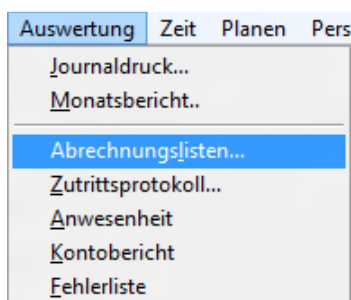 Auswertung Zeit Planen Pers
Journaldruck...
Monatsbericht..
Abrechnungslisten...
Zutrittsprotokoll...
Anwesenheit
Kontobericht
Fehlerliste